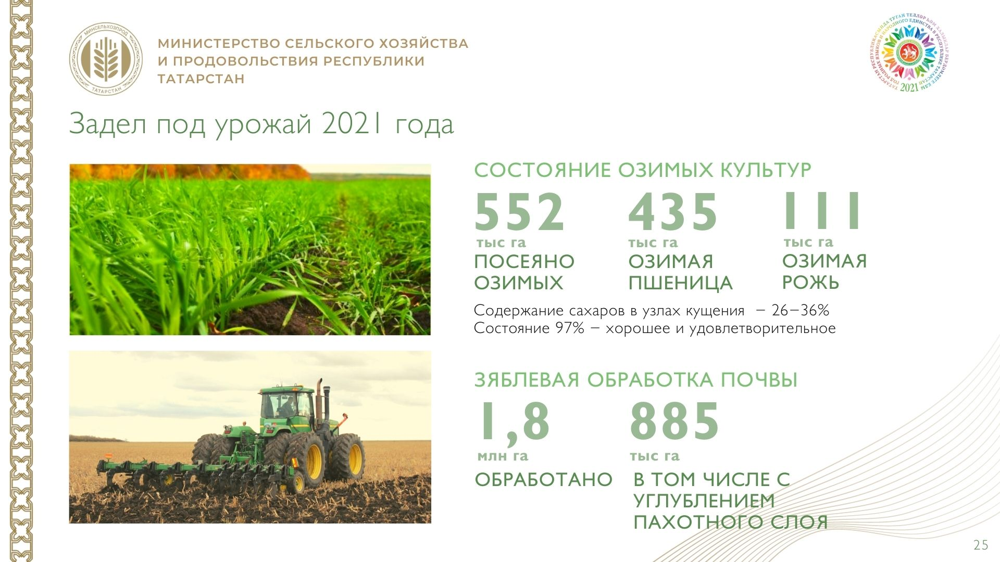 МИНСЕЛЬХОЗПРОД
ТАТАРСТАН
МИНИСТЕРСТВО СЕЛЬСКОГО ХОЗЯЙСТВА
И ПРОДОВОЛЬСТВИЯ РЕСПУБЛИКИ
ТАТАРСТАН
ТАТАРСТАН РЕСПУБЛИКАСЫНДА ТУГАН ТЕЛЛӘР ҺӘМ ХАЛЫКЛАР БЕРДӘМЛЕГЕ ЕЛЫ
ГОД РОДНЫХ ЯЗЫКОВ И НАРОДНОГО ЕДИНСТВА В РЕСПУБЛИКЕ ТАТАРСТАН
2021
Задел под урожай 2021 года
СОСТОЯНИЕ ОЗИМЫХ КУЛЬТУР
552 435 111
тыс га тыс га тыс га
ПОСЕЯНО ОЗИМАЯ ОЗИМАЯ
ОЗИМЫХ ПШЕНИЦА РОЖЬ
Содержание сахаров в узлах кущения – 26–36%
Состояние 97% – хорошее и удовлетворительное
ЗЯБЛЕВАЯ ОБРАБОТКА ПОЧВЫ
1,8 885
млн га тыс га
ОБРАБОТАНО В ТОМ ЧИСЛЕ С
УГЛУБЛЕНИЕМ
ПАХОТНОГО СЛОЯ
25